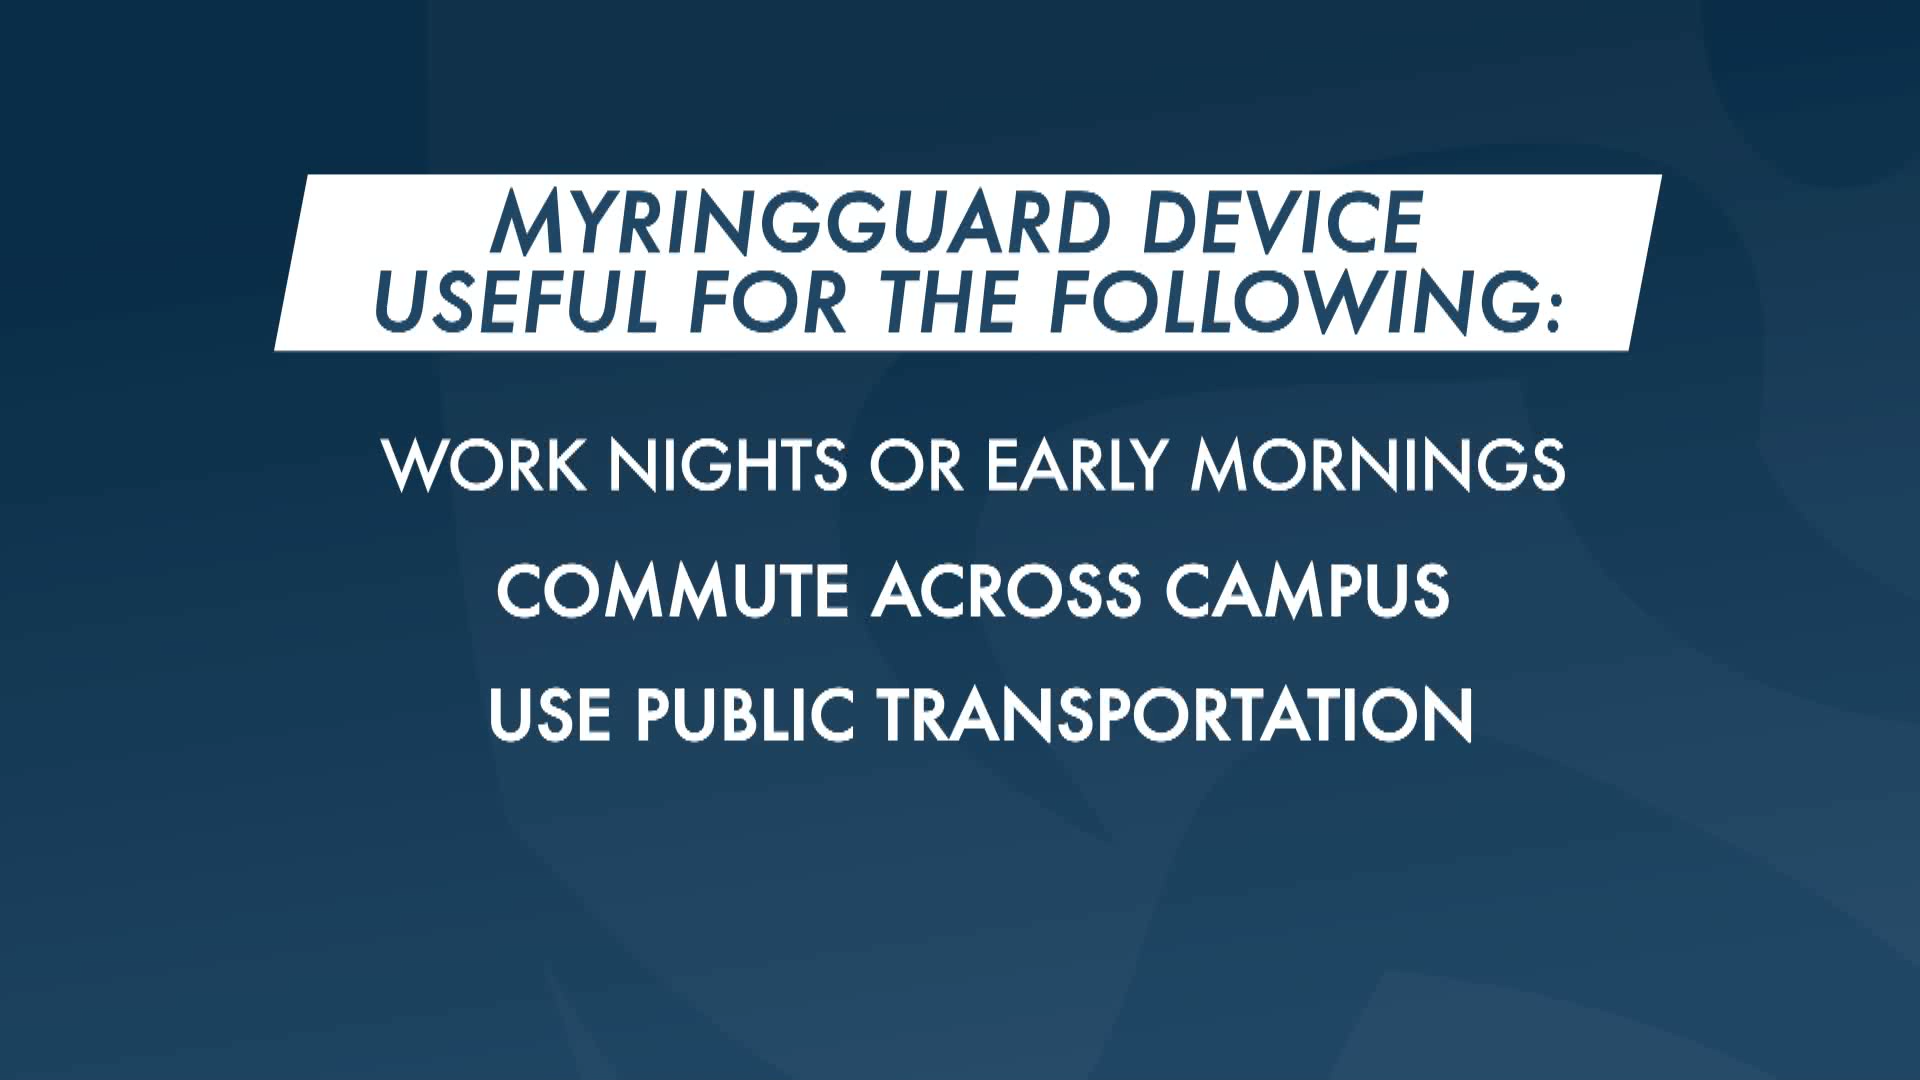 MYRINGGUARD DEVICE
USEFUL FOR THE FOLLOWING:
WORK NIGHTS OR EARLY MORNINGS
COMMUTE ACROSS CAMPUS
USE PUBLIC TRANSPORTATION